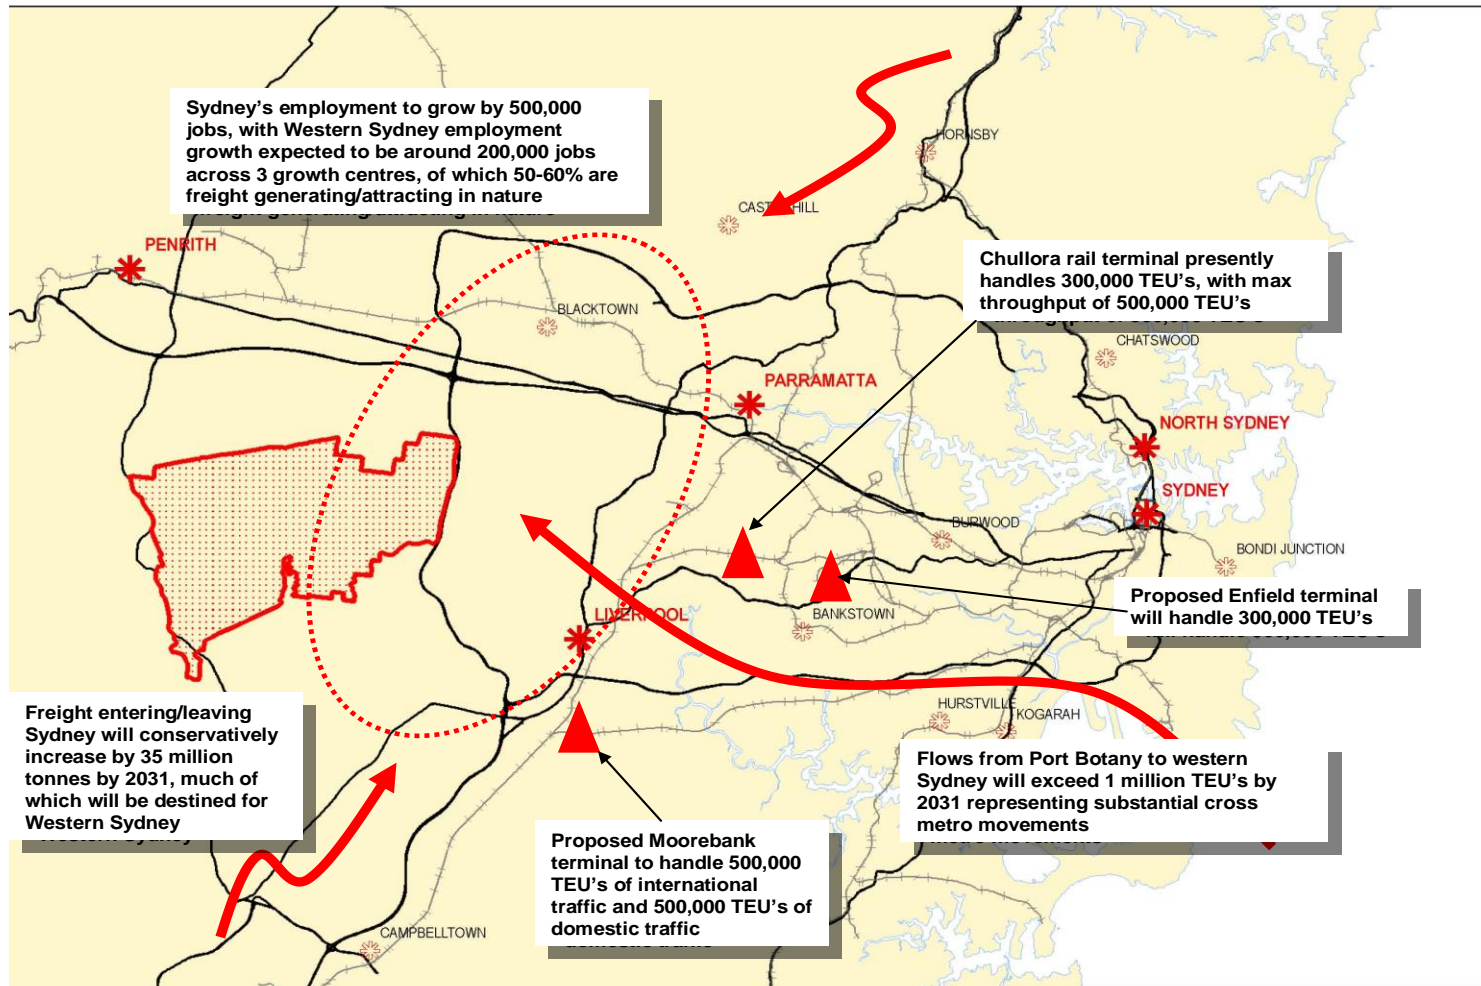 Sydney's employment to grow by 500,000
jobs, with Western Sydney employment
growth expected to be around 200,000 jobs
across 3 growth centres, of which 50-60% are
freight generating/attracting in nature
HORNSBY
HILL
PENRITH
Chullora rail terminal presently
handles 300,000 TEU's, with max
throughput of 500,000 TEU's
BLACKTOWN
CHATSWOOD
PARRAMATTA
NORTH SYDNEY
SYDNEY
BURWOOD
BONDI JUNCTION
Proposed Enfield terminal
will handle 300,000 TEU's
BANKSTOWN
LIVERPOOL
HURSTVILLE
KOGARAH
Freight entering/leaving
Sydney will conservatively
increase by 35 million
tonnes by 2031, much of
which will be destined for
Western Sydney
Flows from Port Botany to western
Sydney will exceed 1 million TEU's by
2031 representing substantial cross
metro movements
Proposed Moorebank
terminal to handle 500,000
TEU's of international
traffic and 500,000 TEU's of
domestic traffic
CAMPBELLTOWN